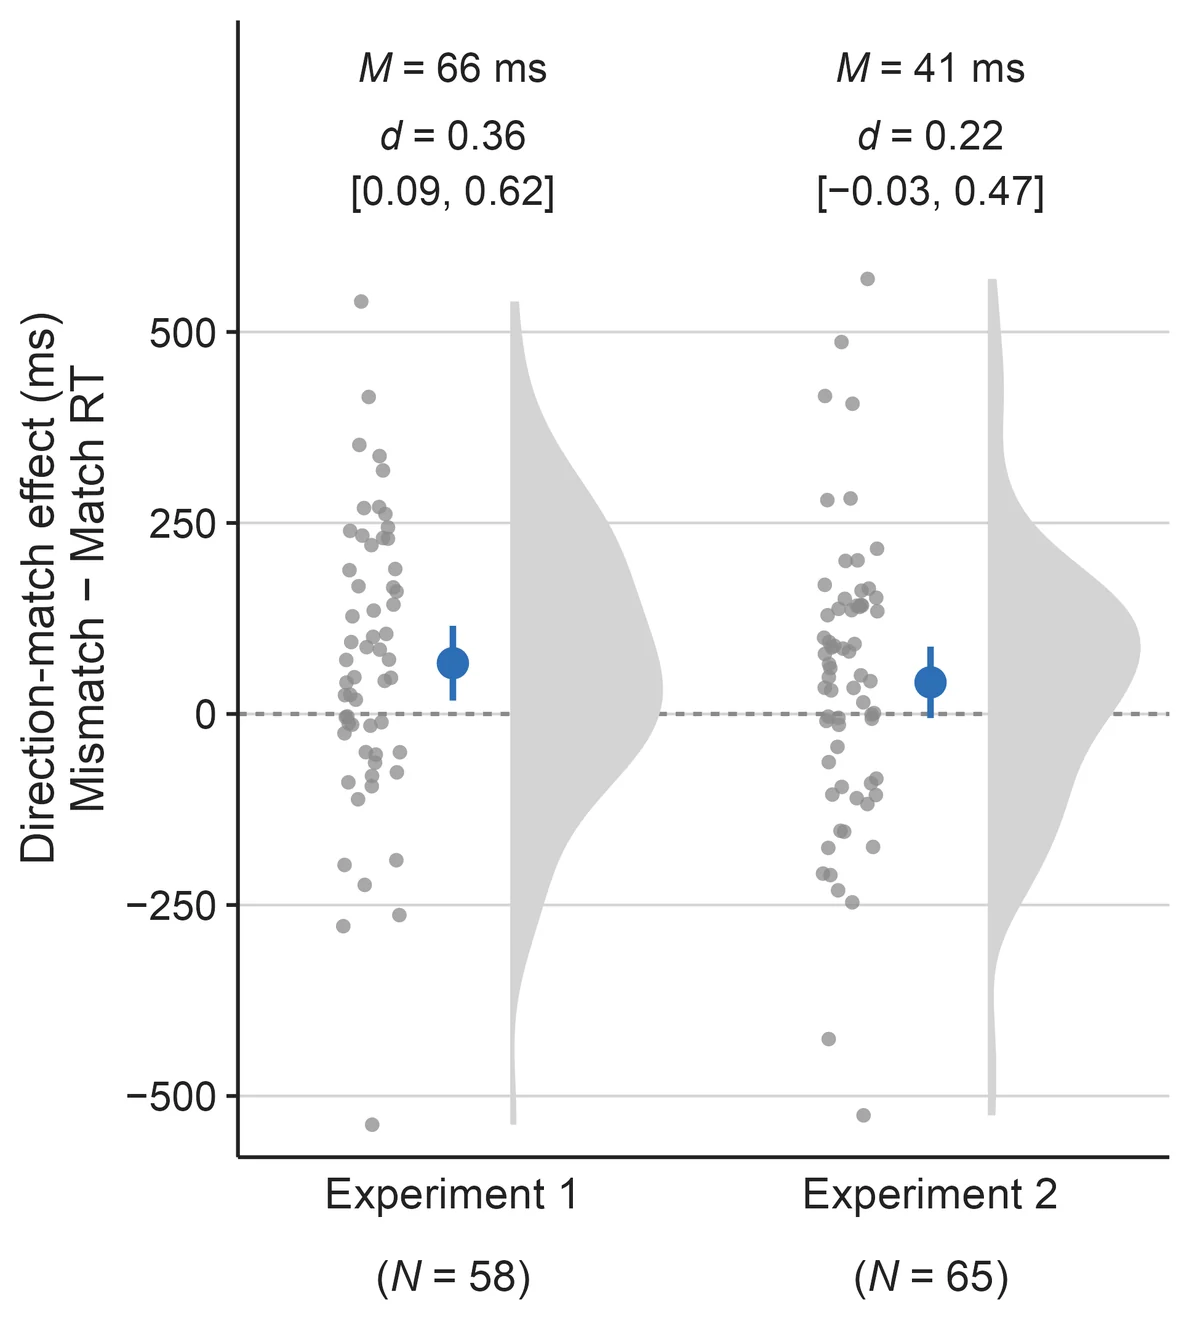 M = 66 ms
d = 0.36
[0.09, 0.62]
M = 41 ms
d = 0.22
[−0.03, 0.47]
Direction-match effect (ms)
Mismatch − Match RT
500
250
0
−250
−500
Experiment 1
(N = 58)
Experiment 2
(N = 65)